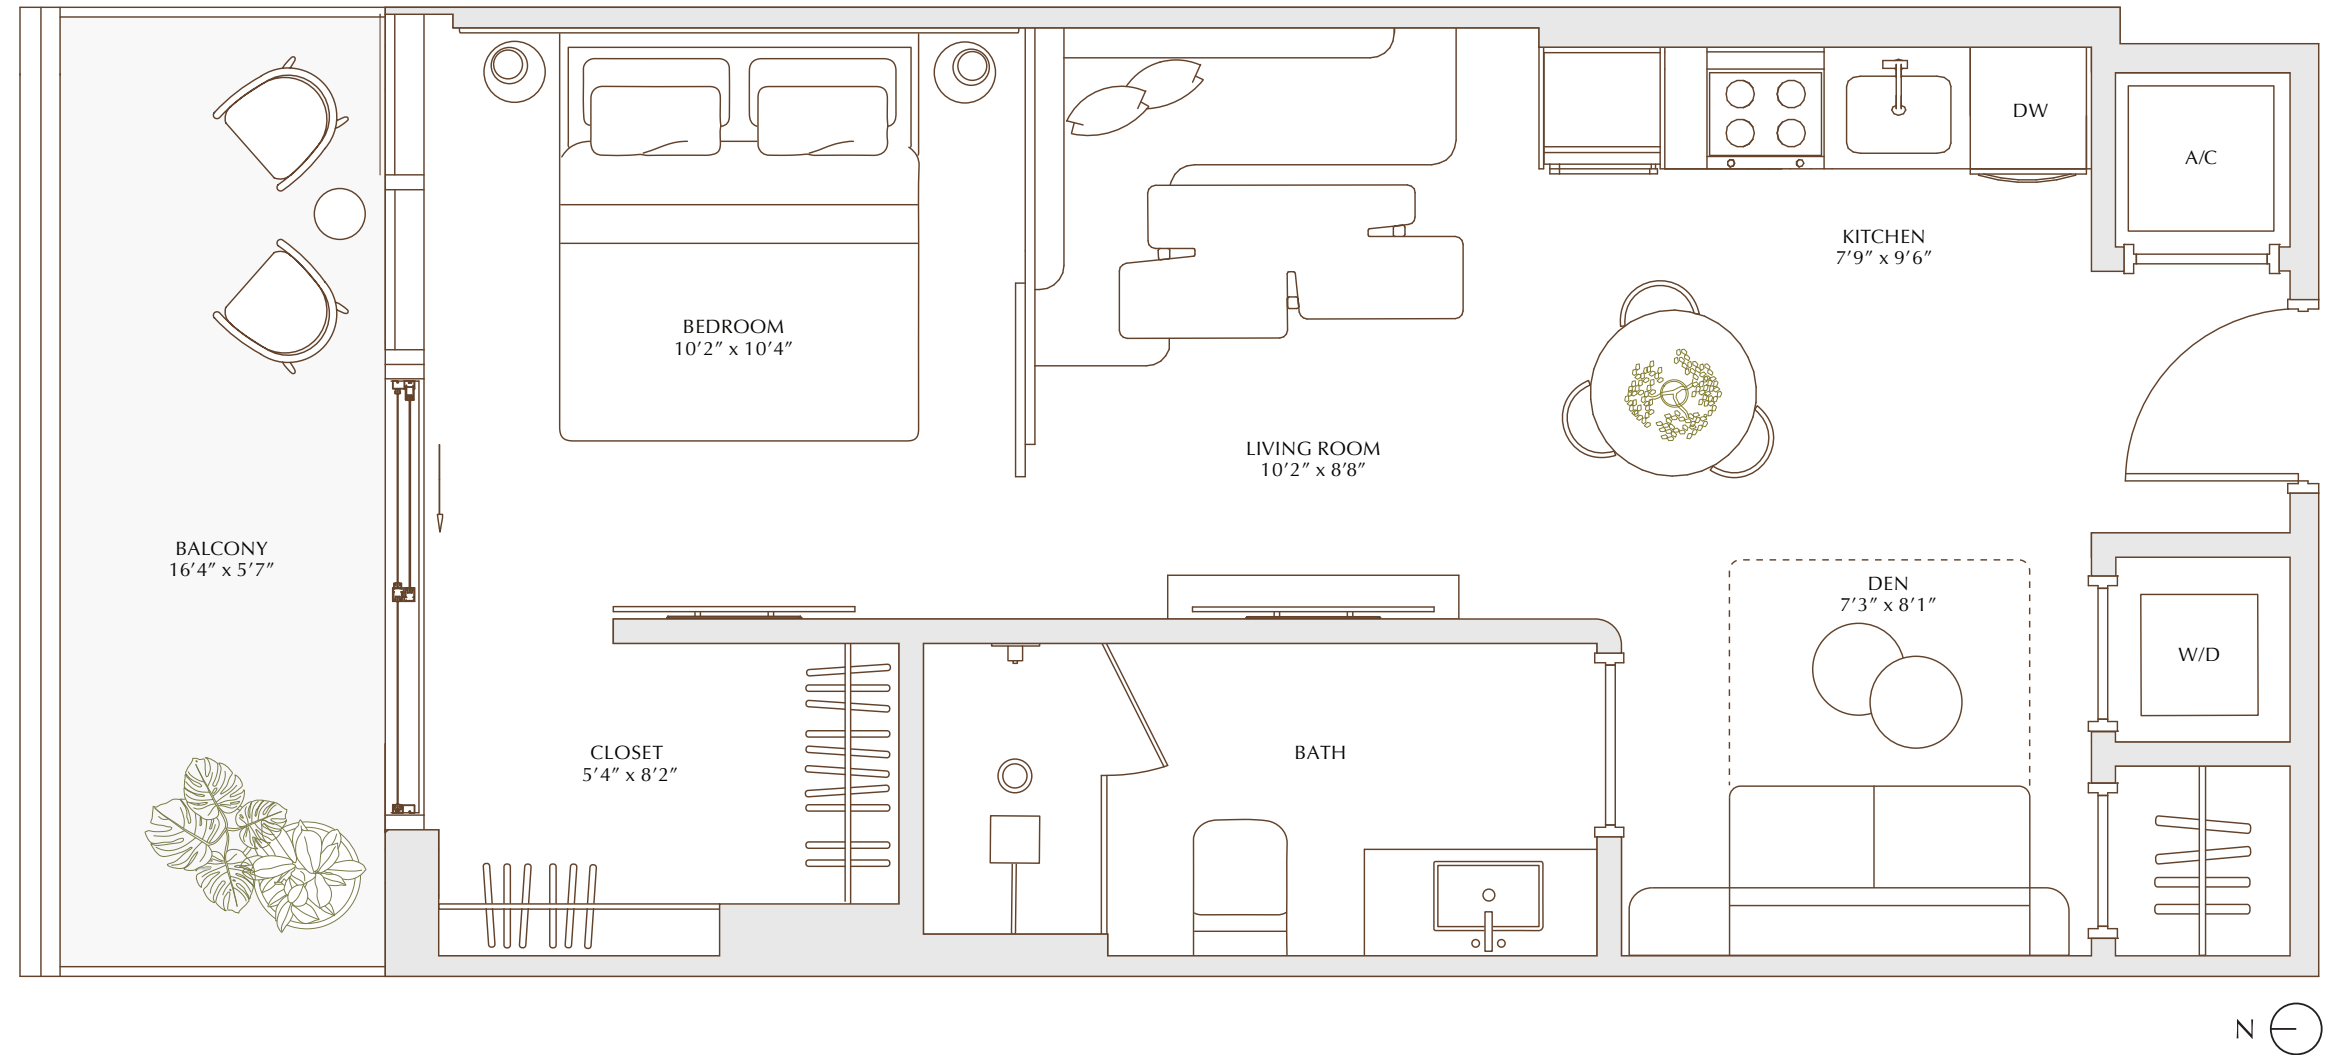 DW
A/C
KITCHEN
7’9” x 9’6”
BEDROOM
10’2” x 10’4”
LIVING ROOM
10’2” x 8’8”
BALCONY
16’4” x 5’7”
DEN
7’3” x 8’1”
W/D
CLOSET
5’4” x 8’2”
BATH
N